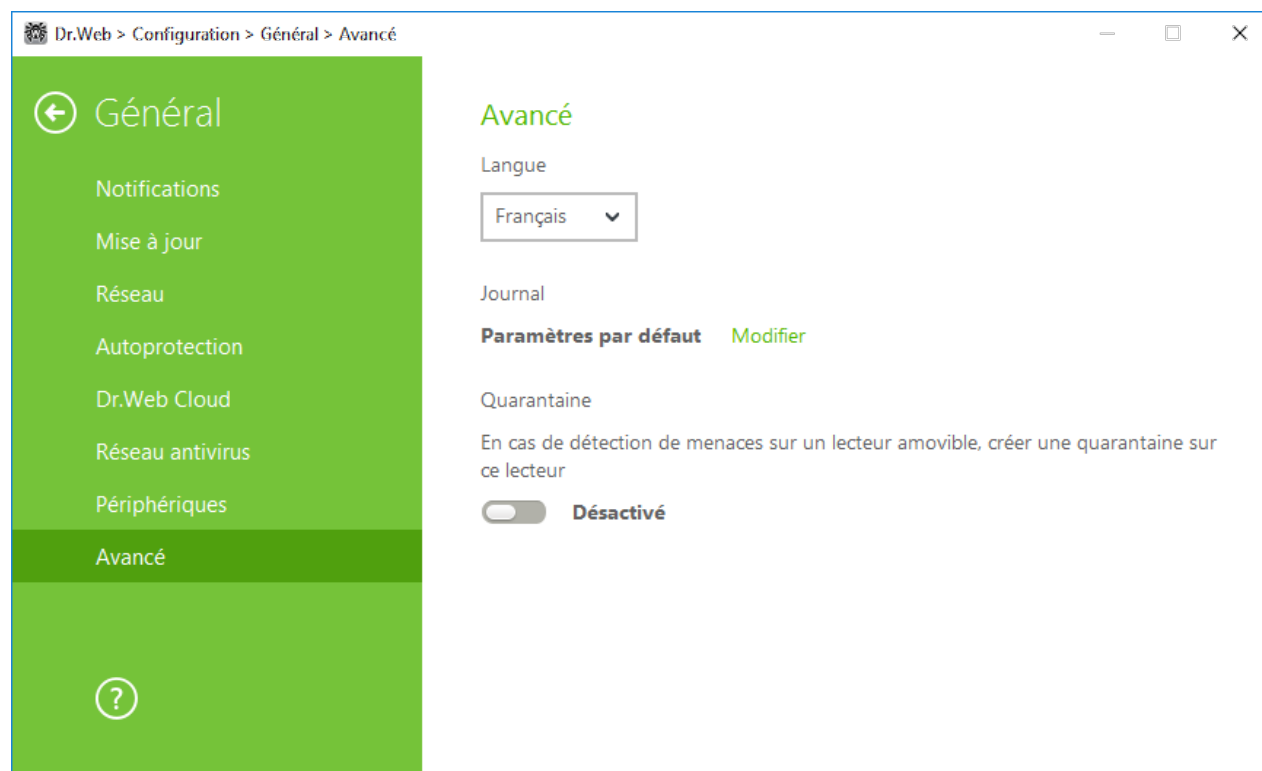 Dr.Web > Configuration > Général > Avancé
Général
Notifications
Mise à jour
Réseau
Autoprotection
Dr.Web Cloud
Réseau antivirus
Périphériques
Avancé
?
Avancé
Langue
Français
Journal
Paramètres par défaut Modifier
Quarantaine
En cas de détection de menaces sur un lecteur amovible, créer une quarantaine sur
ce lecteur
Désactivé